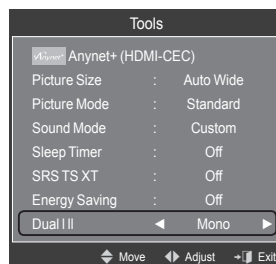 Tools
Anynet+ Anynet+ (HDMI-CEC)
Picture Size : Auto Wide
Picture Mode : Standard
Sound Mode : Custom
Sleep Timer : Off
SRS TS XT : Off
Energy Saving : Off
Dual I II ◀ Mono ▶
Move Adjust Exit